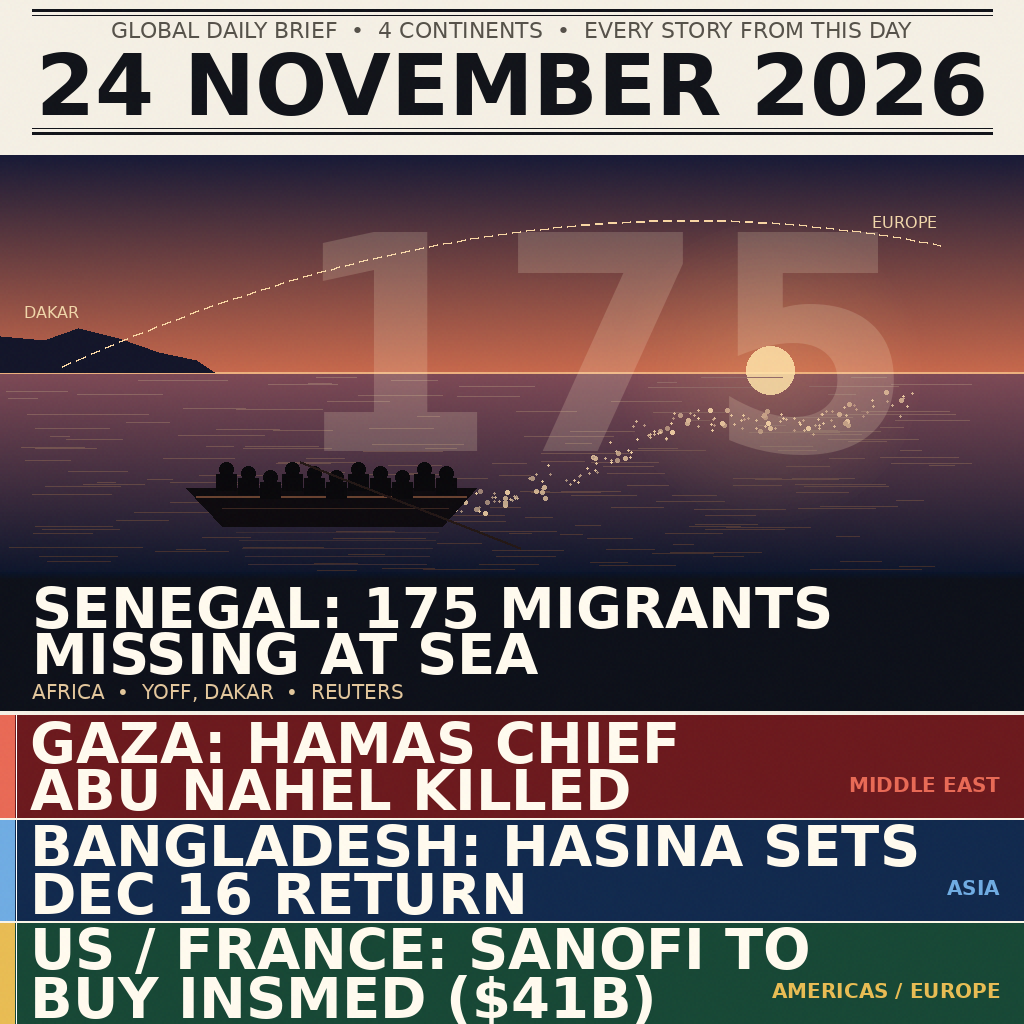 GLOBAL DAILY BRIEF • 4 CONTINENTS • EVERY STORY FROM THIS DAY
24 NOVEMBER 2026
175
EUROPE
DAKAR
SENEGAL: 175 MIGRANTS
MISSING AT SEA
AFRICA • YOFF, DAKAR • REUTERS
GAZA: HAMAS CHIEF
ABU NAHEL KILLED
MIDDLE EAST
BANGLADESH: HASINA SETS
DEC 16 RETURN
ASIA
US / FRANCE: SANOFI TO
BUY INSMED ($41B)
AMERICAS / EUROPE